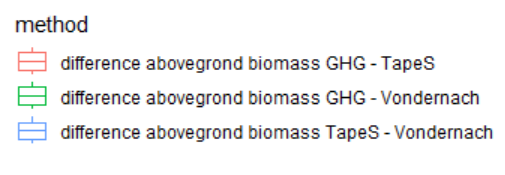 method
difference abovegrond biomass GHG - TapeS
difference abovegrond biomass GHG - Vondernach
difference abovegrond biomass TapeS - Vondernach